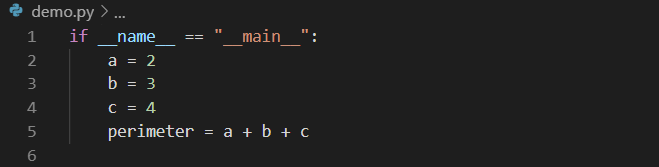 demo.py > ...
1 if __name__ == "__main__":
2     a = 2
3     b = 3
4     c = 4
5     perimeter = a + b + c
6